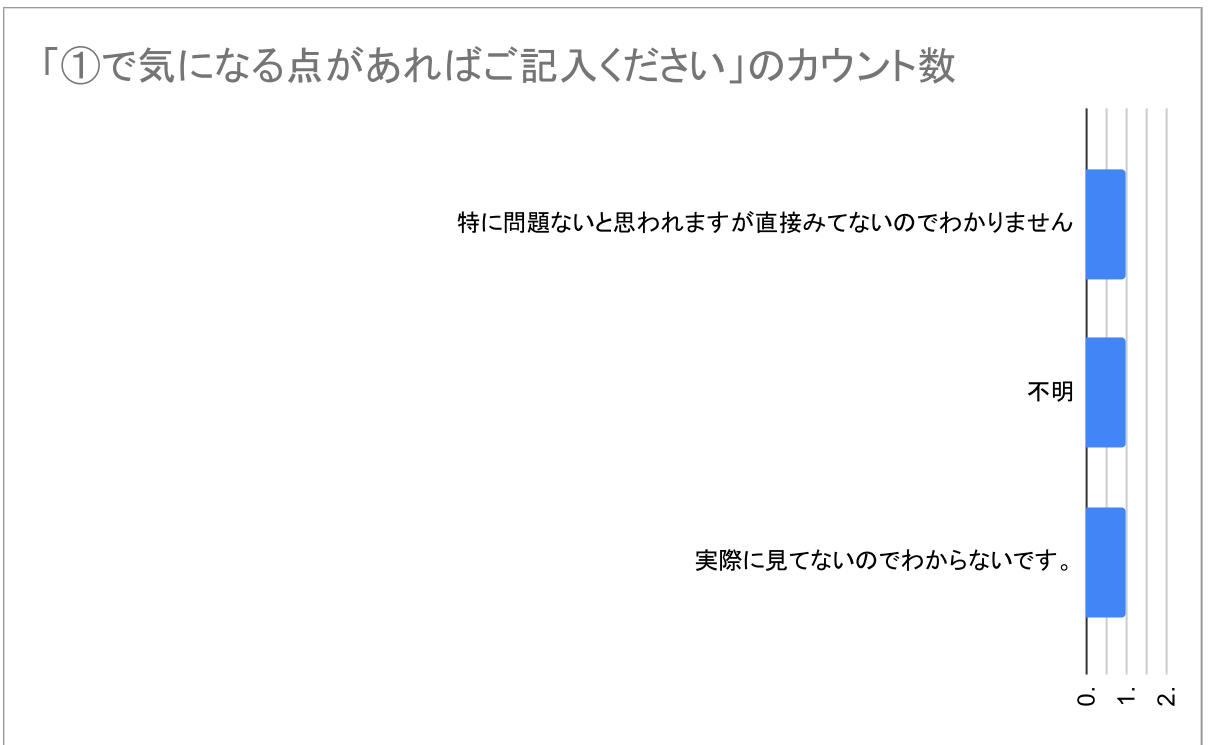 「①で気になる点があればご記入ください」のカウント数
特に問題ないと思われますが直接みてないのでわかりません
不明
実際に見てないのでわからないです。
0.
1.
2.